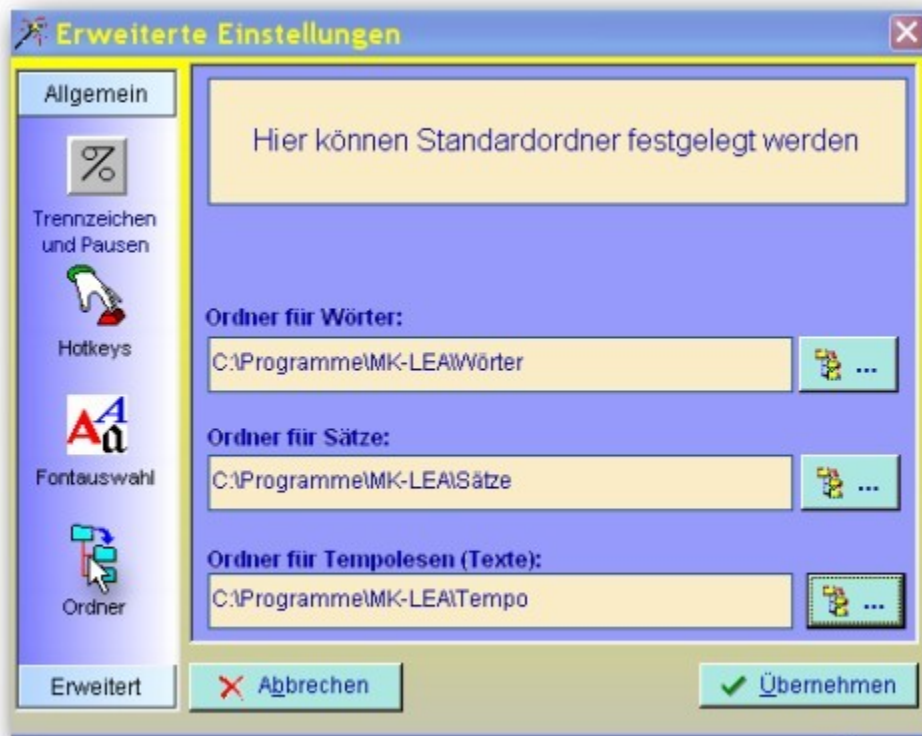 Erweiterte Einstellungen
Allgemein
Trennzeichen
und Pausen
Hotkeys
Fontauswahl
Ordner
Erweitert
Hier können Standardordner festgelegt werden
Ordner für Wörter:
C:\Programme\MK-LEA\Wörter
...
Ordner für Sätze:
C:\Programme\MK-LEA\Sätze
...
Ordner für Tempolesen (Texte):
C:\Programme\MK-LEA\Tempo
...
Abbrechen
Übernehmen